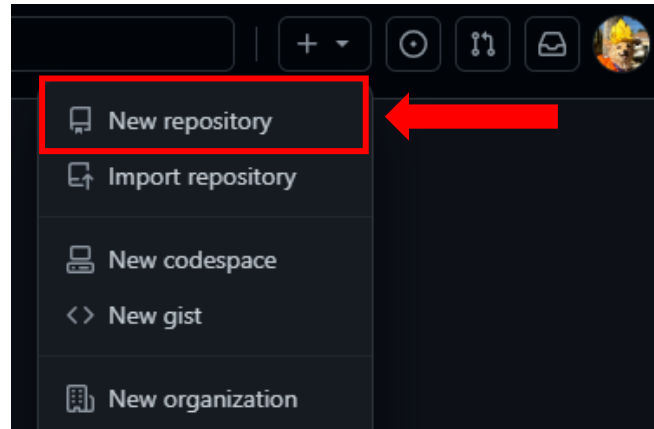 New repository
Import repository
New codespace
New gist
New organization